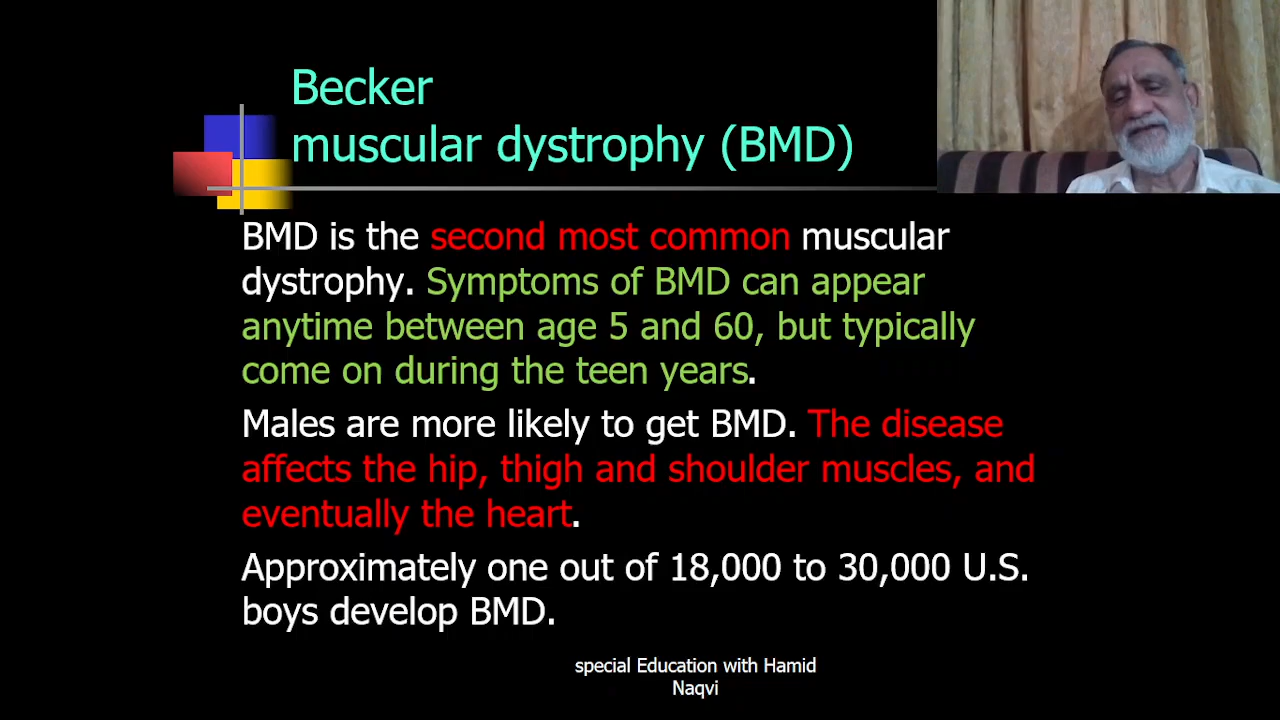 Becker
muscular dystrophy (BMD)
BMD is the second most common muscular
dystrophy. Symptoms of BMD can appear
anytime between age 5 and 60, but typically
come on during the teen years.
Males are more likely to get BMD. The disease
affects the hip, thigh and shoulder muscles, and
eventually the heart.
Approximately one out of 18,000 to 30,000 U.S.
boys develop BMD.
special Education with Hamid
Naqvi